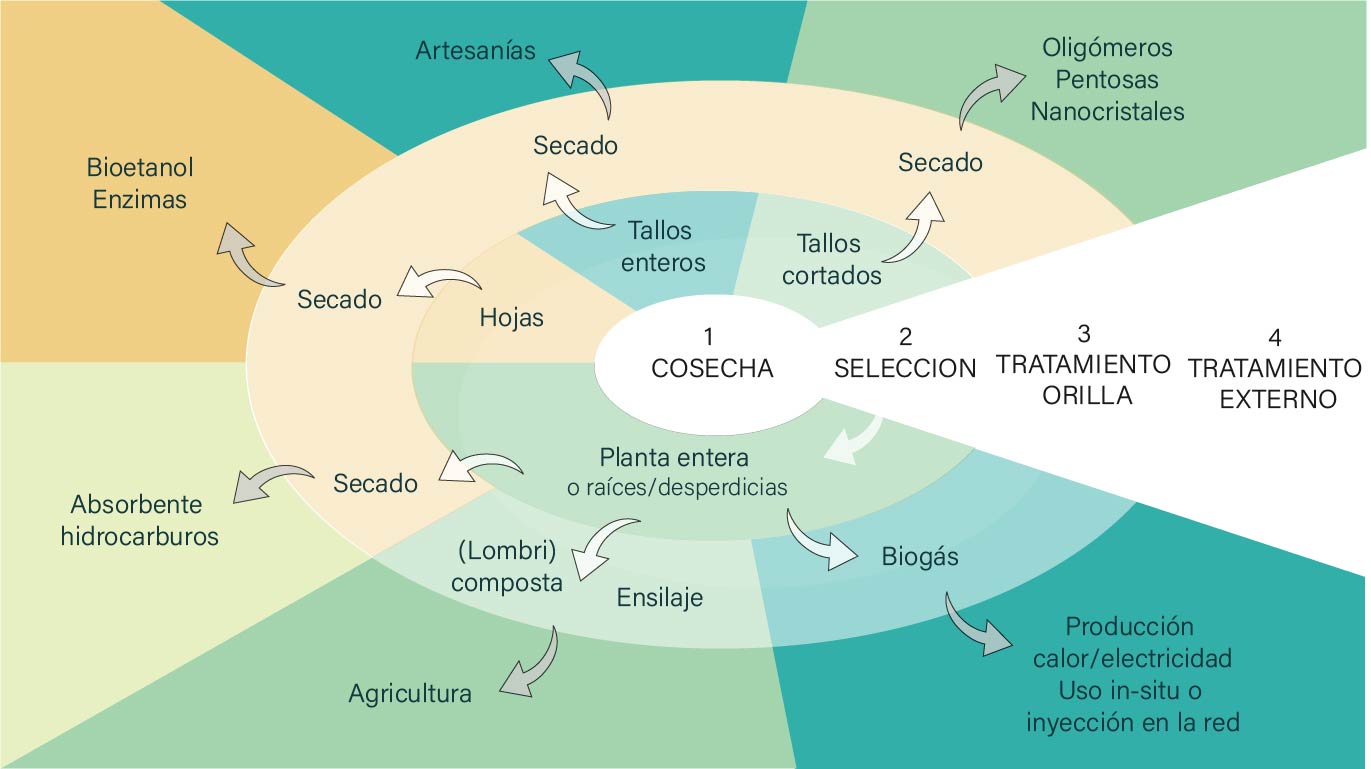 Artesanías
Oligómeros
Pentosas
Nanocristales
Secado
Secado
Bioetanol
Enzimas
Tallos
enteros
Tallos
cortados
Secado
Hojas
1
COSECHA
2
SELECCION
3
TRATAMIENTO
ORILLA
4
TRATAMIENTO
EXTERNO
Planta entera
o raíces/desperdicias
Secado
Absorbente
hidrocarburos
(Lombri)
composta
Ensilaje
Biogás
Agricultura
Producción
calor/electricidad
Uso in-situ o
inyección en la red